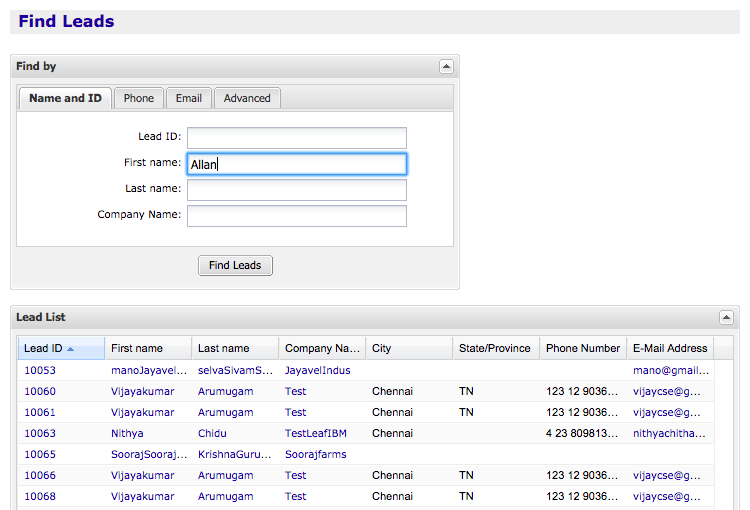 Find Leads
Find by
Name and ID Phone Email Advanced
Lead ID:
First name: Allan
Last name:
Company Name:
Find Leads
Lead List
Lead ID First name Last name Company Na... City State/Province Phone Number E-Mail Address
10053 manoJayavel... selvaSivamS... JayavelIndus mano@gmail...
10060 Vijayakumar Arumugam Test Chennai TN 123 12 9036... vijaycse@g...
10061 Vijayakumar Arumugam Test Chennai TN 123 12 9036... vijaycse@g...
10063 Nithya Chidu TestLeafIBM Chennai 4 23 809813... nithyachitha...
10065 SoorajSooraj... KrishnaGuru... Soorajfarms
10066 Vijayakumar Arumugam Test Chennai TN 123 12 9036... vijaycse@g...
10068 Vijayakumar Arumugam Test Chennai TN 123 12 9036... vijaycse@g...